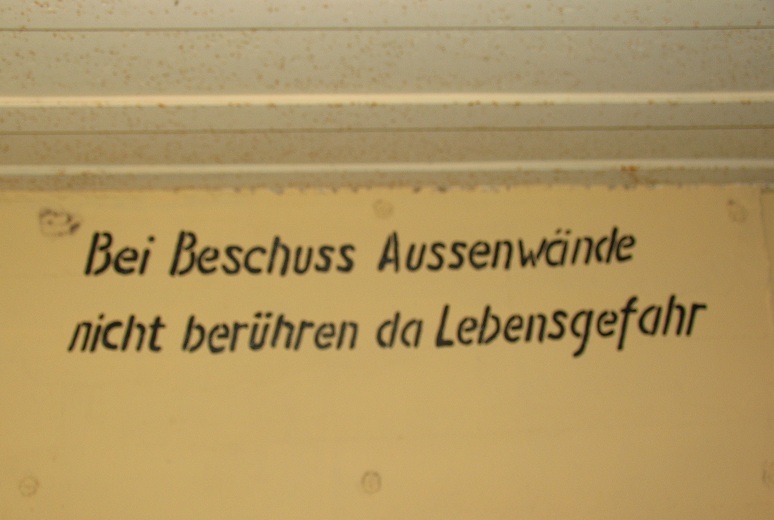 Bei Beschuss Aussenwände
nicht berühren da Lebensgefahr